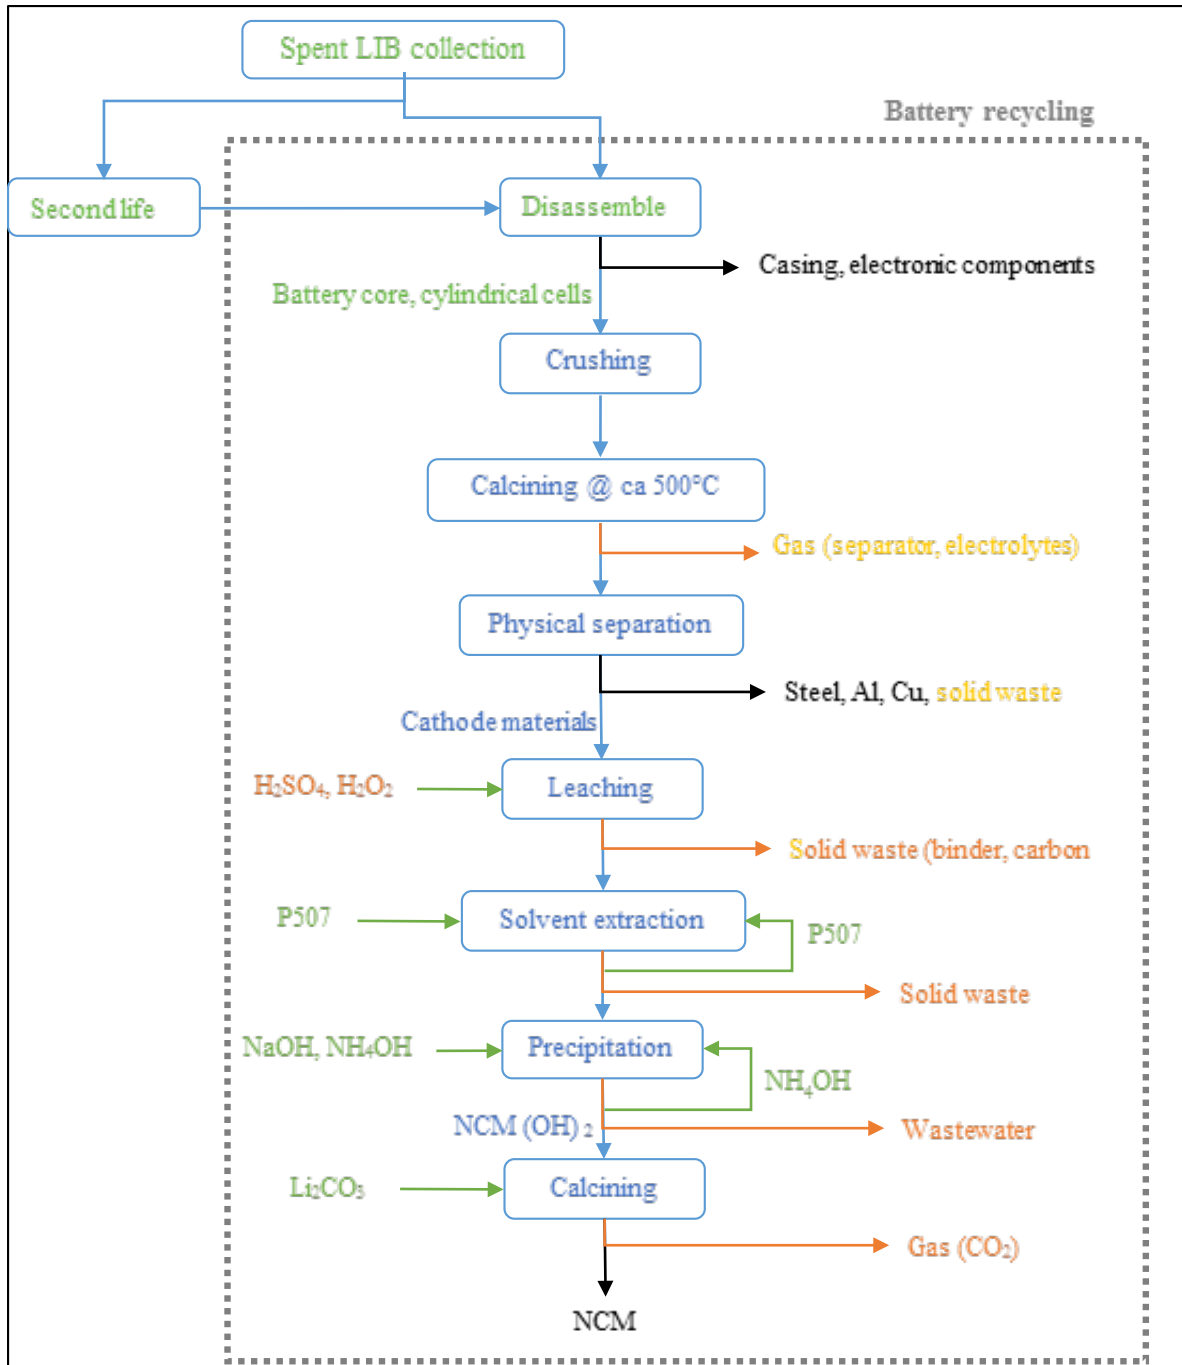 Spent LIB collection
Battery recycling
Second life
Disassemble
Casing, electronic components
Battery core, cylindrical cells
Crushing
Calcining @ ca 500°C
Gas (separator, electrolytes)
Physical separation
Steel, Al, Cu, solid waste
Cathode materials
H₂SO₄, H₂O₂
Leaching
Solid waste (binder, carbon
P507
Solvent extraction
P507
Solid waste
NaOH, NH₄OH
Precipitation
NH₄OH
NCM (OH) ₂
Wastewater
Li₂CO₃
Calcining
Gas (CO₂)
NCM